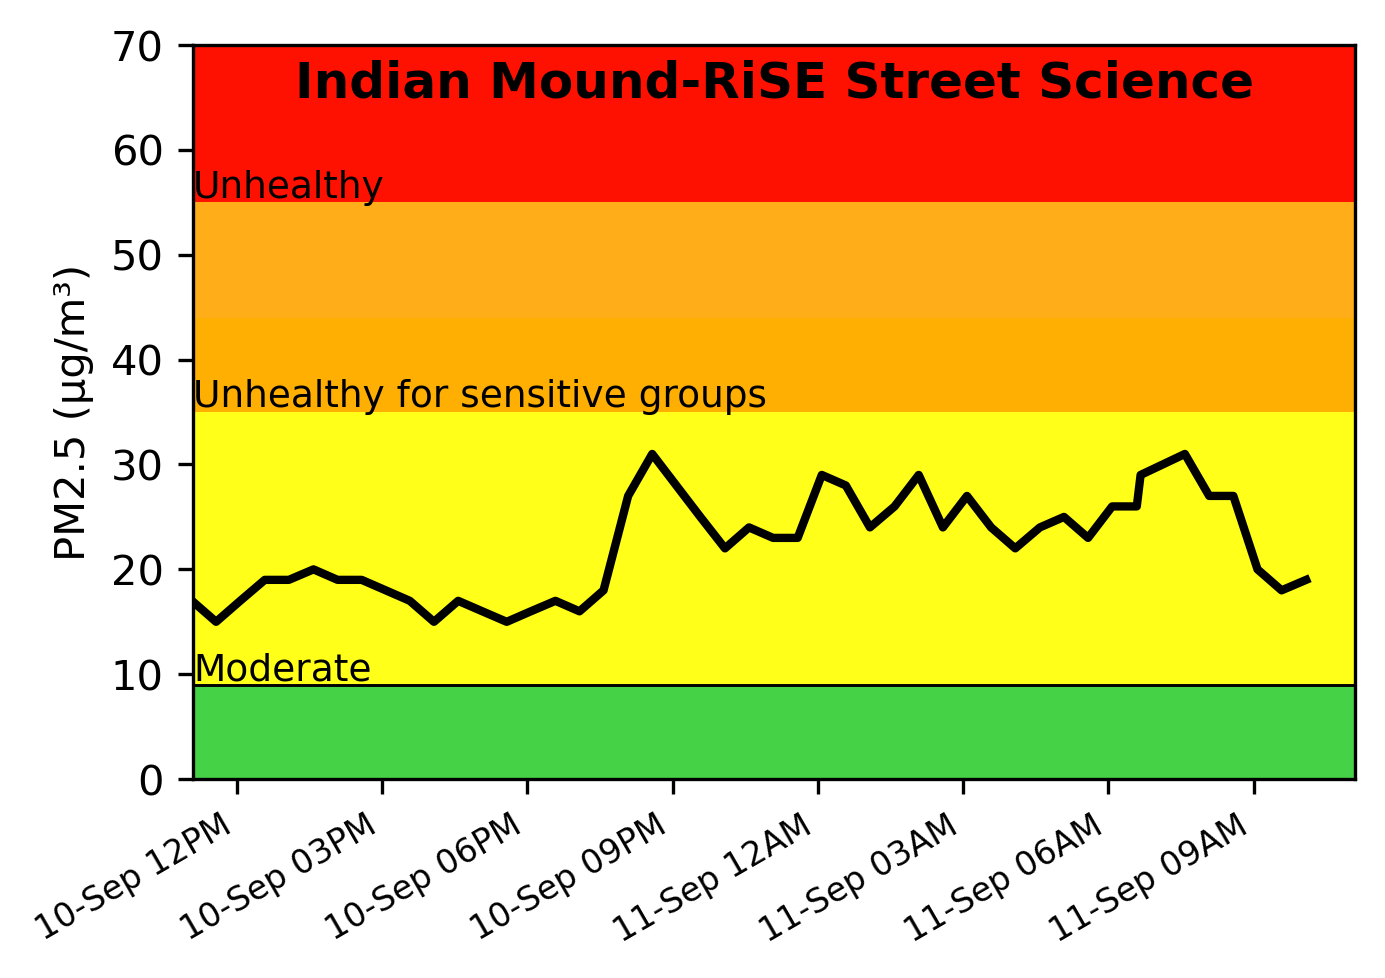 Indian Mound-RiSE Street Science
70
60
50
40
30
20
10
0
PM2.5 (μg/m³)
Unhealthy
Unhealthy for sensitive groups
Moderate
10-Sep 12PM
10-Sep 03PM
10-Sep 06PM
10-Sep 09PM
11-Sep 12AM
11-Sep 03AM
11-Sep 06AM
11-Sep 09AM